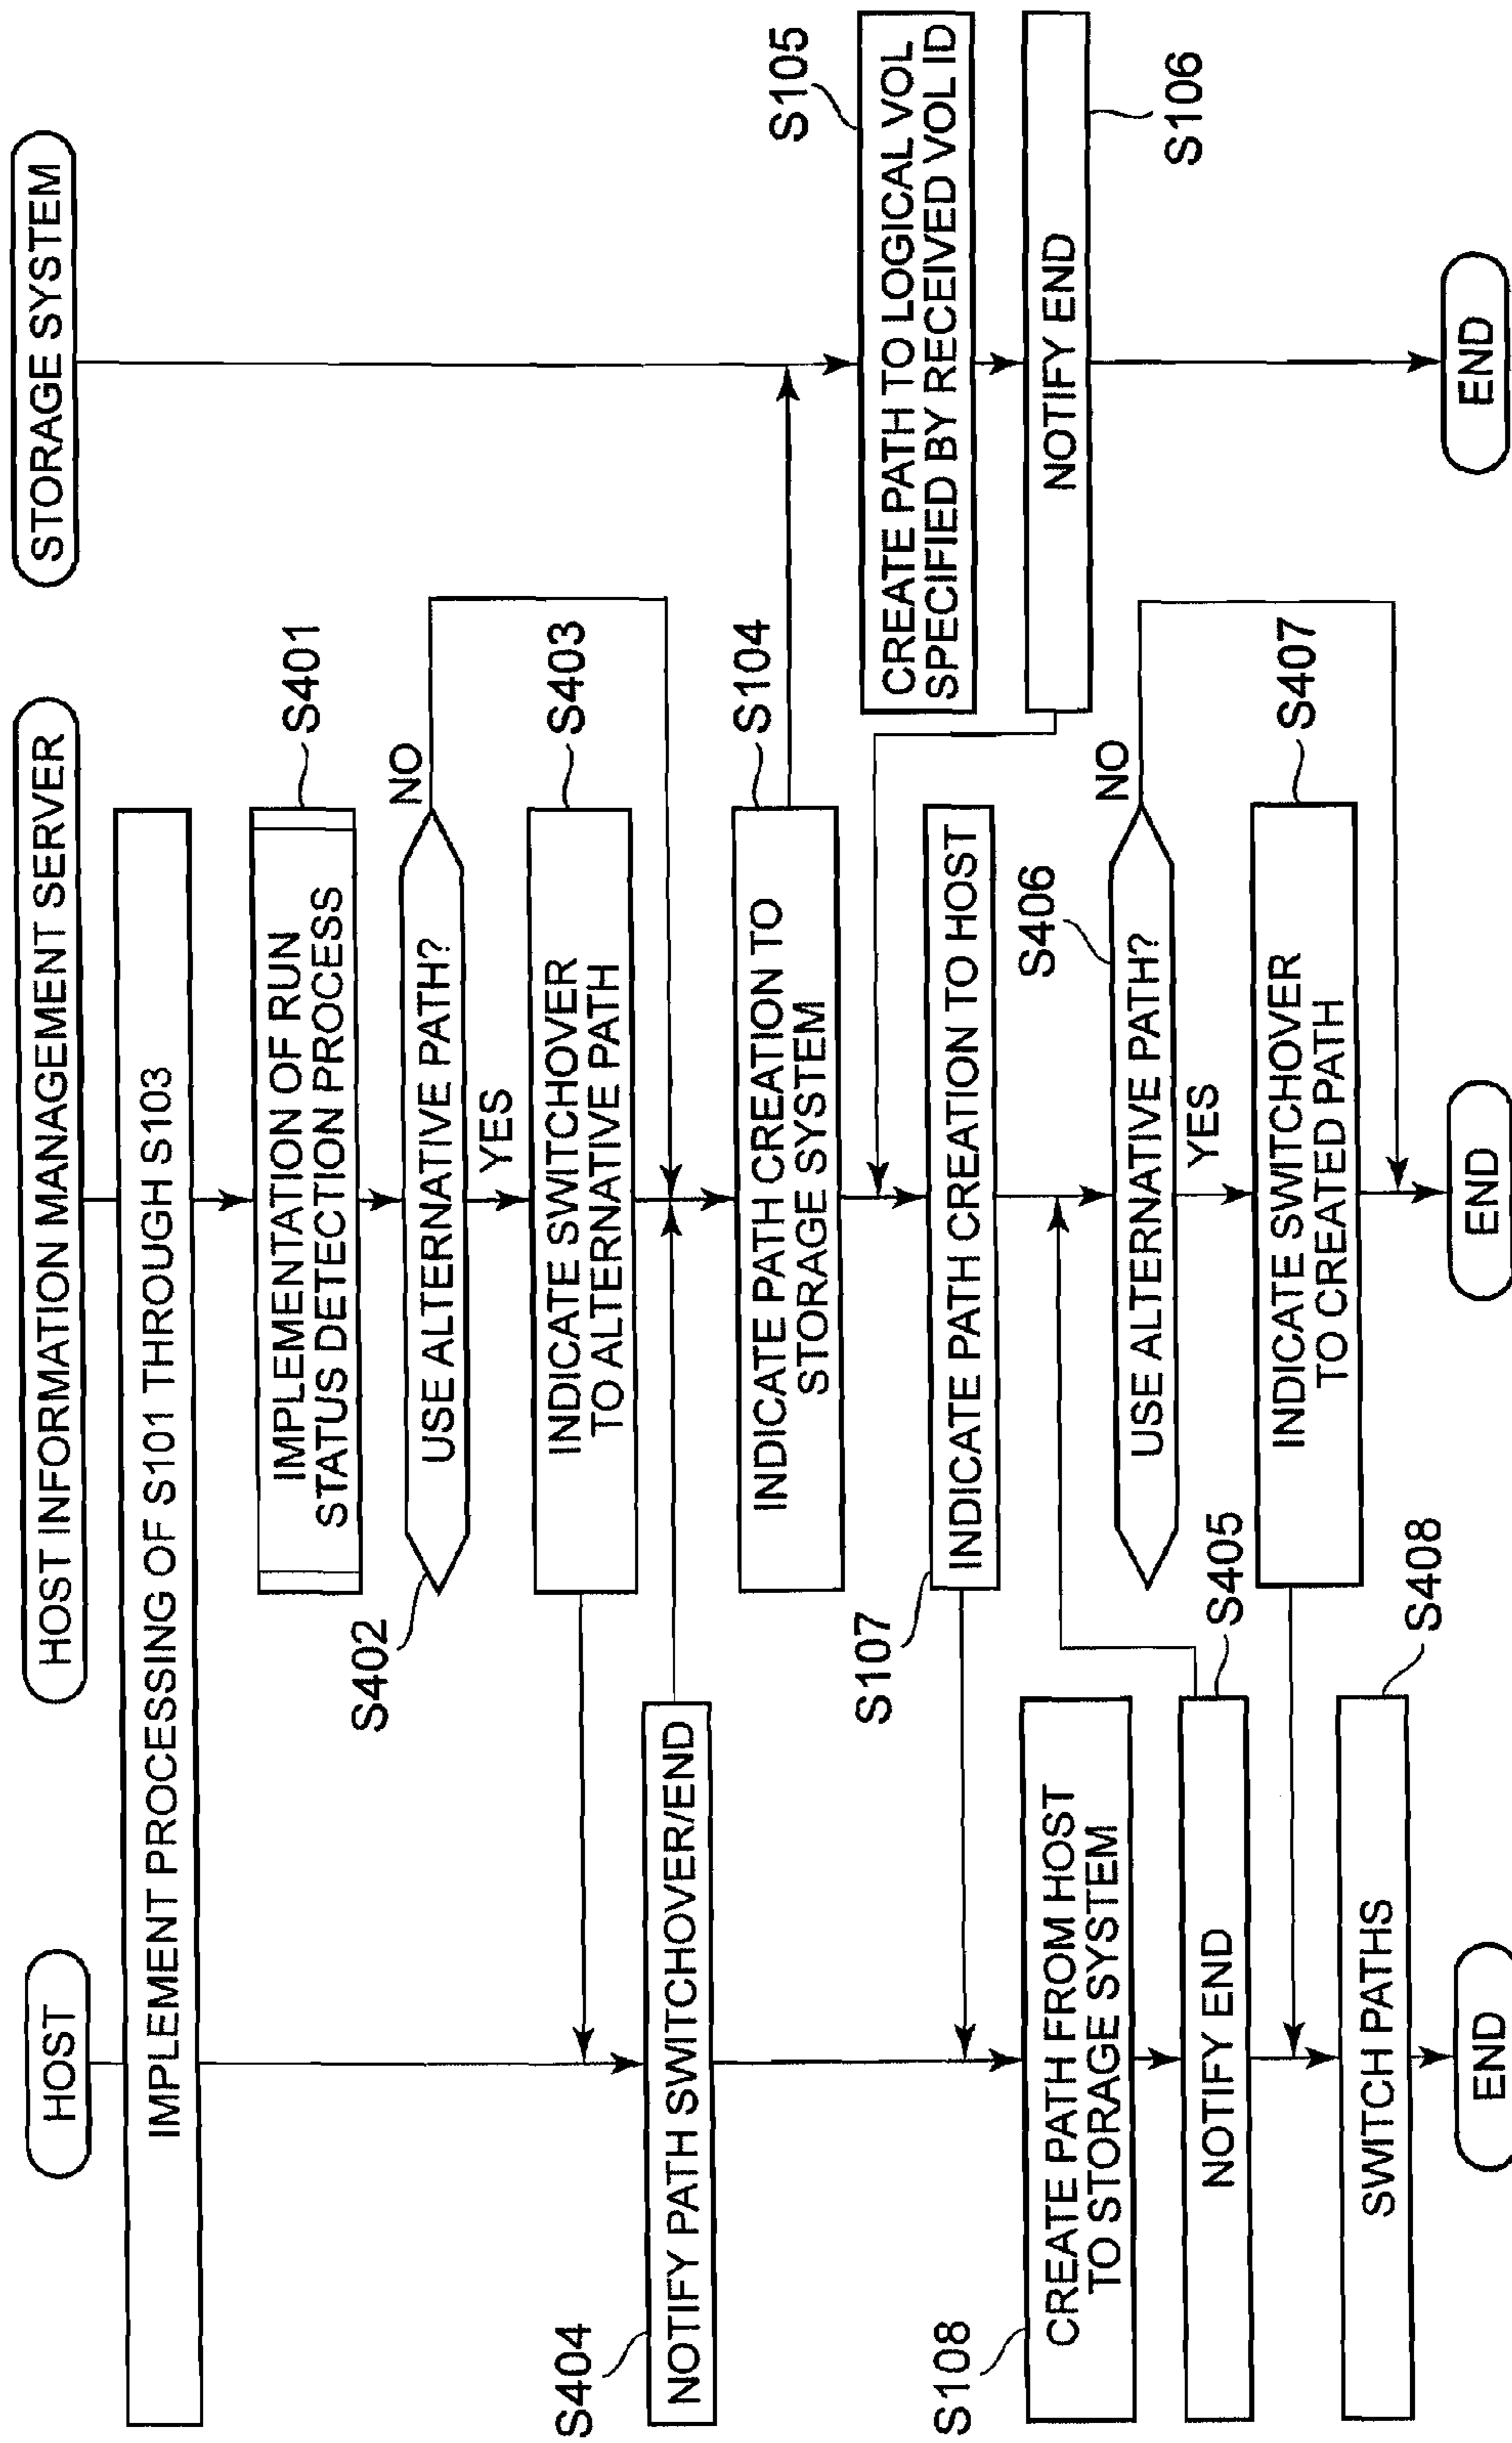 HOST
HOST INFORMATION MANAGEMENT SERVER
STORAGE SYSTEM
IMPLEMENT PROCESSING OF S101 THROUGH S103
IMPLEMENTATION OF RUN
STATUS DETECTION PROCESS
S401
S402
USE ALTERNATIVE PATH?
NO
YES
INDICATE SWITCHOVER
TO ALTERNATIVE PATH
S403
S404
NOTIFY PATH SWITCHOVER/END
INDICATE PATH CREATION TO
STORAGE SYSTEM
S104
S105
CREATE PATH TO LOGICAL VOL
SPECIFIED BY RECEIVED VOL ID
S107
INDICATE PATH CREATION TO HOST
NOTIFY END
S106
S108
CREATE PATH FROM HOST
TO STORAGE SYSTEM
S406
USE ALTERNATIVE PATH?
NO
YES
NOTIFY END
S405
INDICATE SWITCHOVER
TO CREATED PATH
S407
SWITCH PATHS
S408
END
END
END